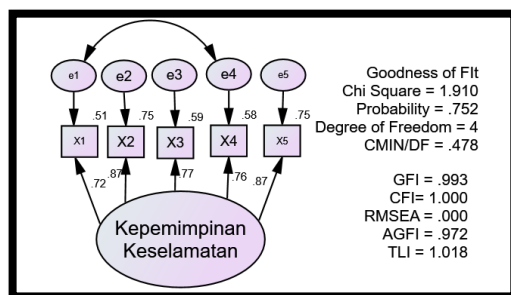 e1 e2 e3 e4 e5
.51 .75 .59 .58 .75
X1 X2 X3 X4 X5
.72 .87 .77 .76 .87
Kepemimpinan
Keselamatan
Goodness of FIt
Chi Square = 1.910
Probability = .752
Degree of Freedom = 4
CMIN/DF = .478
GFI = .993
CFI= 1.000
RMSEA = .000
AGFI = .972
TLI = 1.018